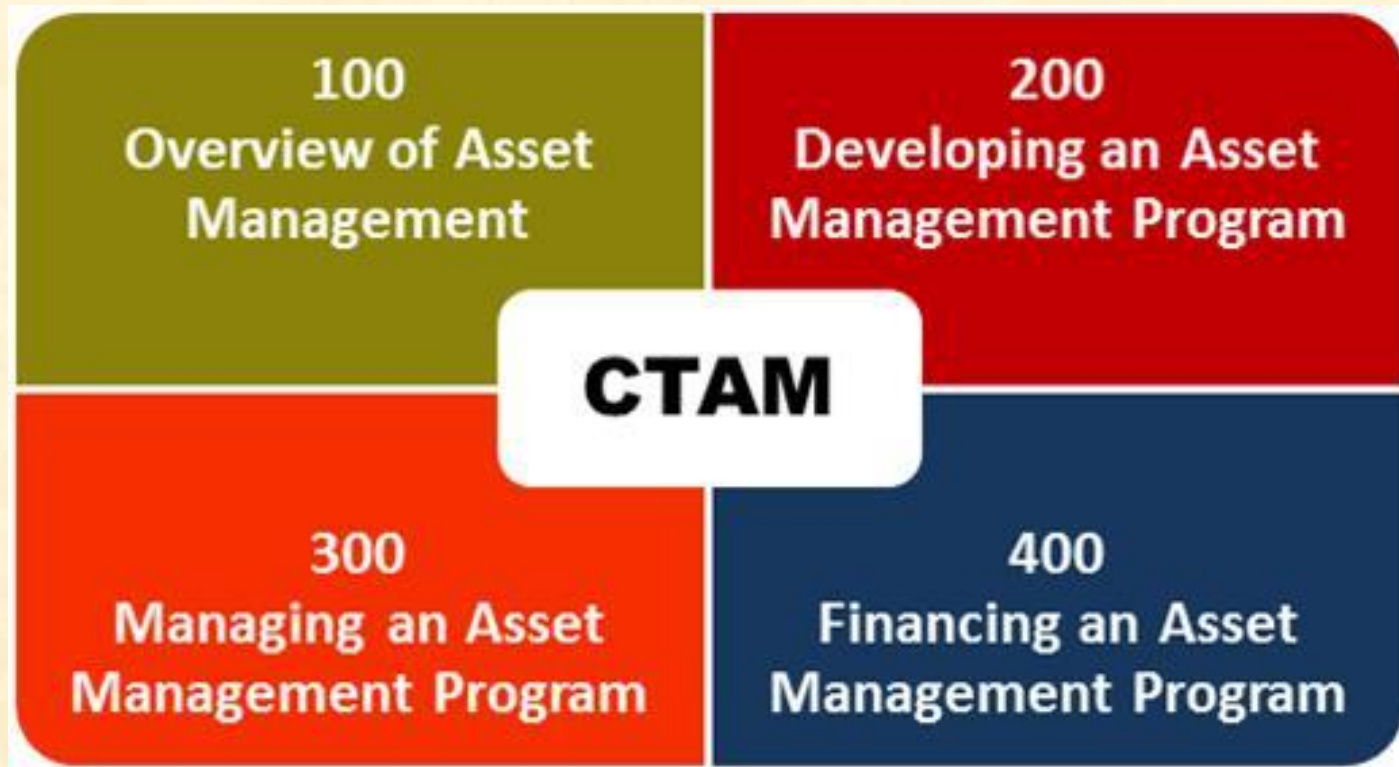 100
Overview of Asset
Management
200
Developing an Asset
Management Program
CTAM
300
Managing an Asset
Management Program
400
Financing an Asset
Management Program